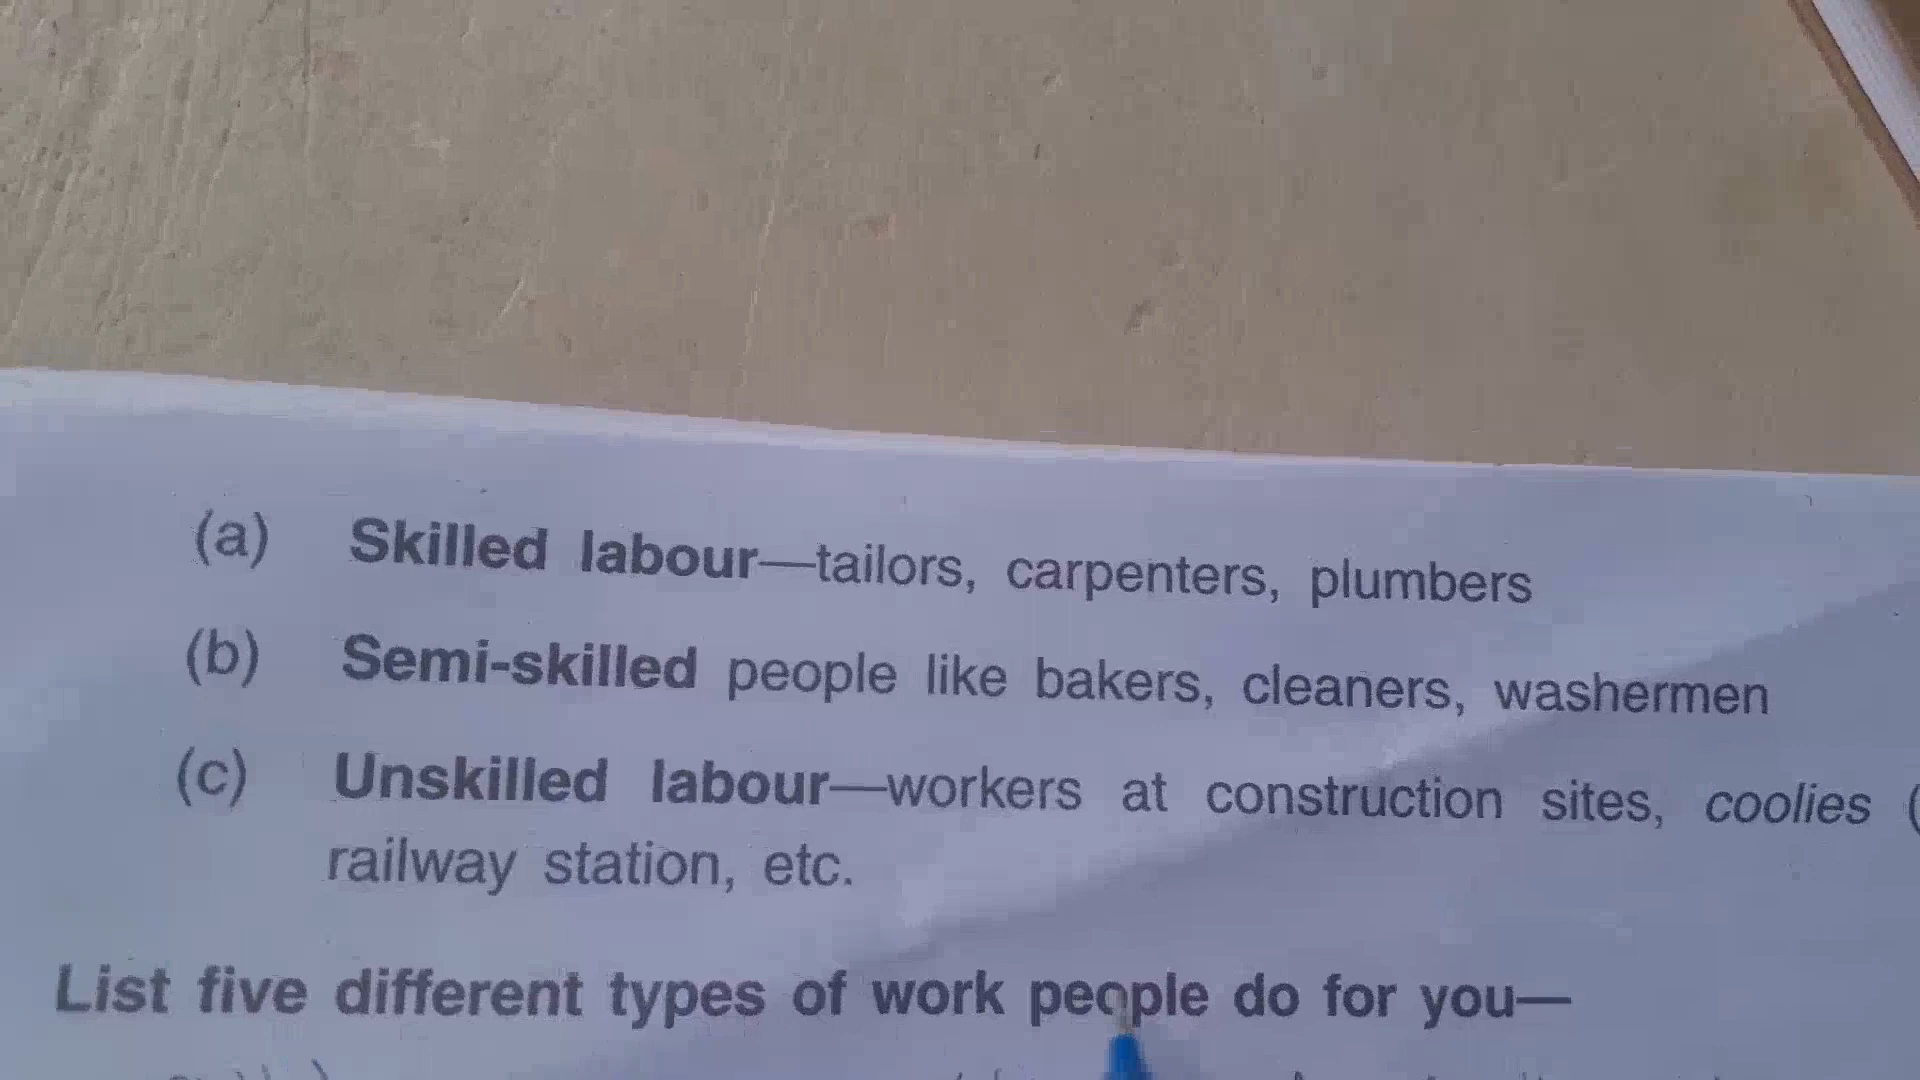 (a) Skilled labour—tailors, carpenters, plumbers
(b) Semi-skilled people like bakers, cleaners, washermen
(c) Unskilled labour—workers at construction sites, coolies (
railway station, etc.
List five different types of work people do for you—